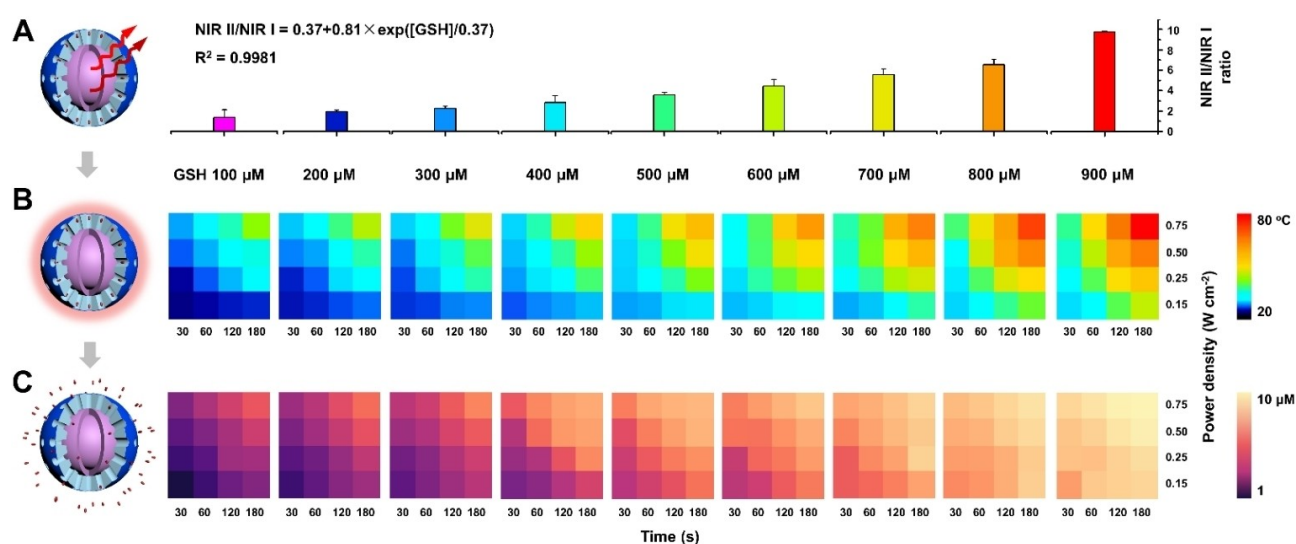 A
NIR II/NIR I = 0.37+0.81×exp([GSH]/0.37)
R² = 0.9981
10
8
6
4
2
0
NIR II/NIR I
ratio
GSH 100 μM 200 μM 300 μM 400 μM 500 μM 600 μM 700 μM 800 μM 900 μM
B
0.75
0.50
0.25
0.15
80 ºC
20
30 60 120 180 30 60 120 180 30 60 120 180 30 60 120 180 30 60 120 180 30 60 120 180 30 60 120 180 30 60 120 180 30 60 120 180
Power density (W cm⁻²)
C
0.75
0.50
0.25
0.15
10 μM
1
30 60 120 180 30 60 120 180 30 60 120 180 30 60 120 180 30 60 120 180 30 60 120 180 30 60 120 180 30 60 120 180 30 60 120 180
Time (s)